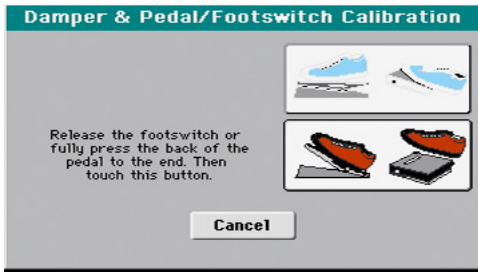 Damper & Pedal/Footswitch Calibration
Release the footswitch or
fully press the back of the
pedal to the end. Then
touch this button.
Cancel